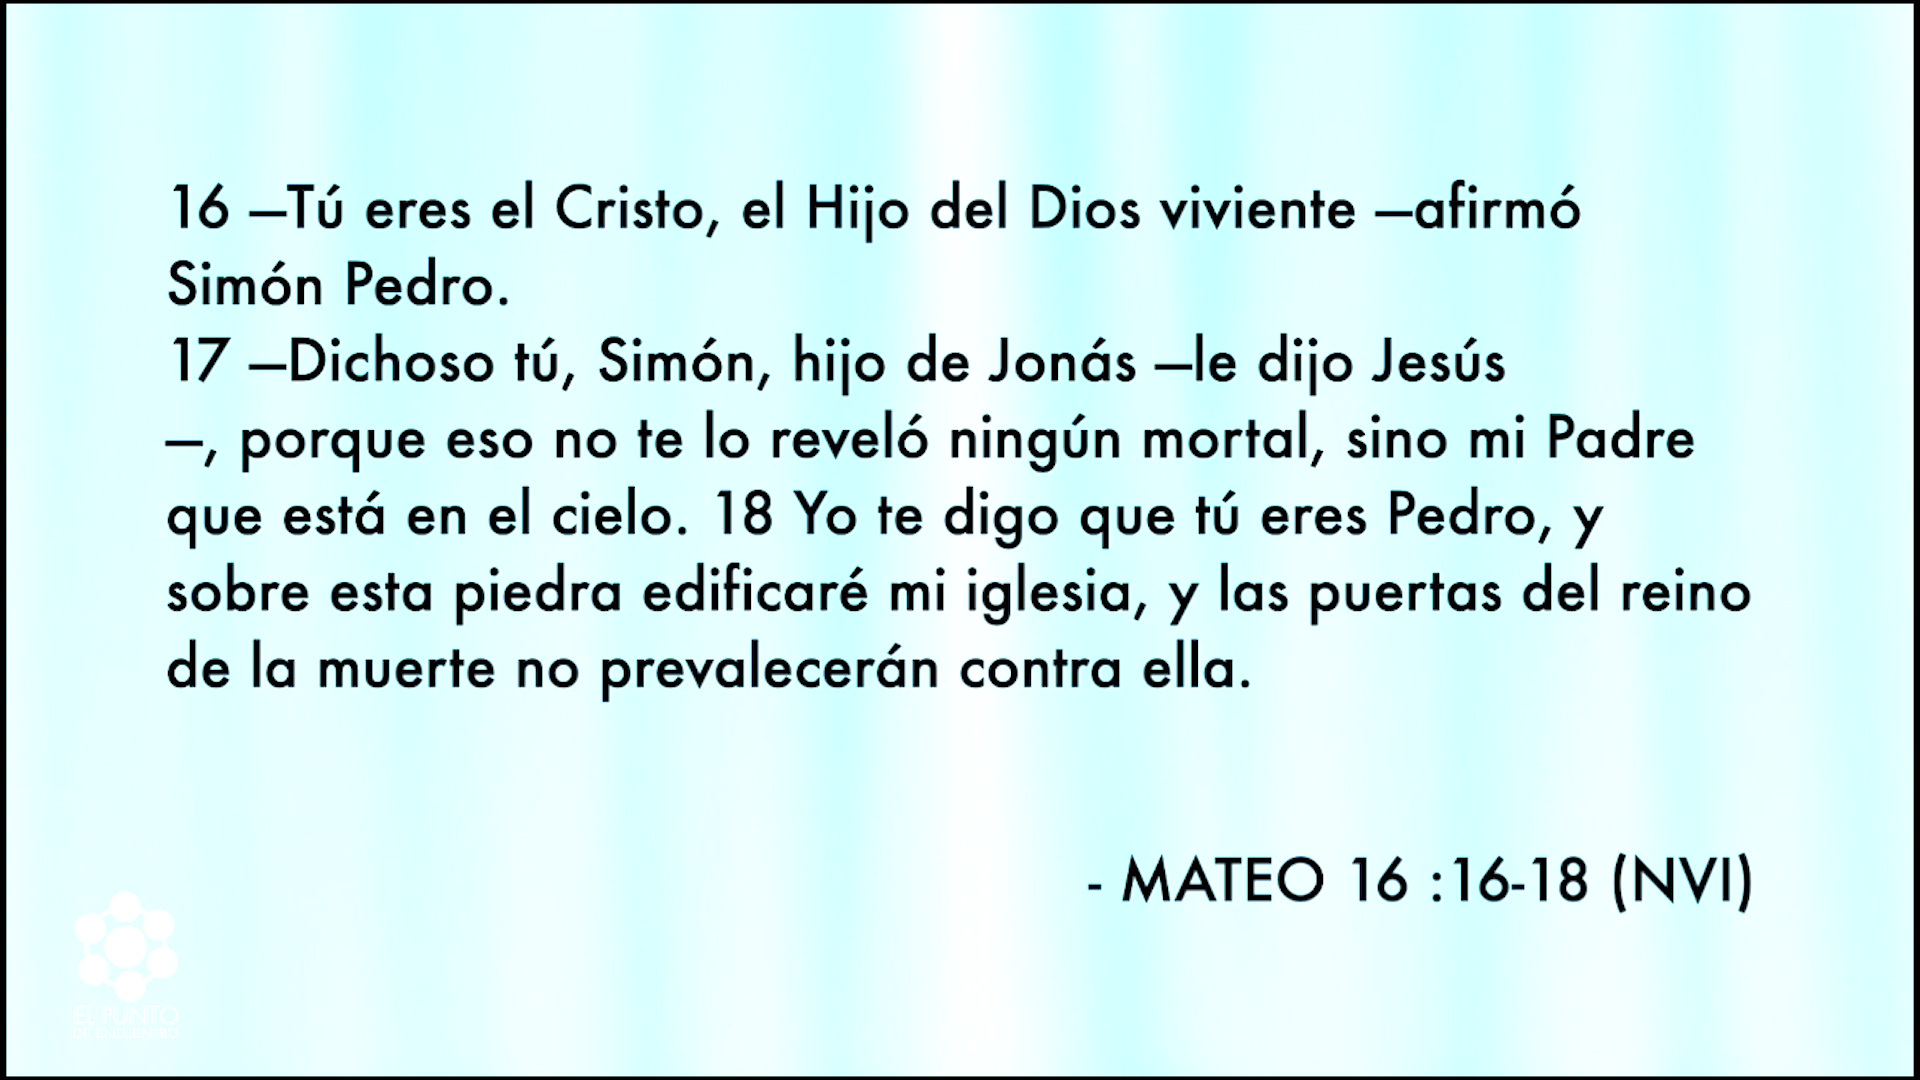 16 —Tú eres el Cristo, el Hijo del Dios viviente —afirmó
Simón Pedro.
17 —Dichoso tú, Simón, hijo de Jonás —le dijo Jesús
—, porque eso no te lo reveló ningún mortal, sino mi Padre
que está en el cielo. 18 Yo te digo que tú eres Pedro, y
sobre esta piedra edificaré mi iglesia, y las puertas del reino
de la muerte no prevalecerán contra ella.
- MATEO 16 :16-18 (NVI)
EL PUNTO